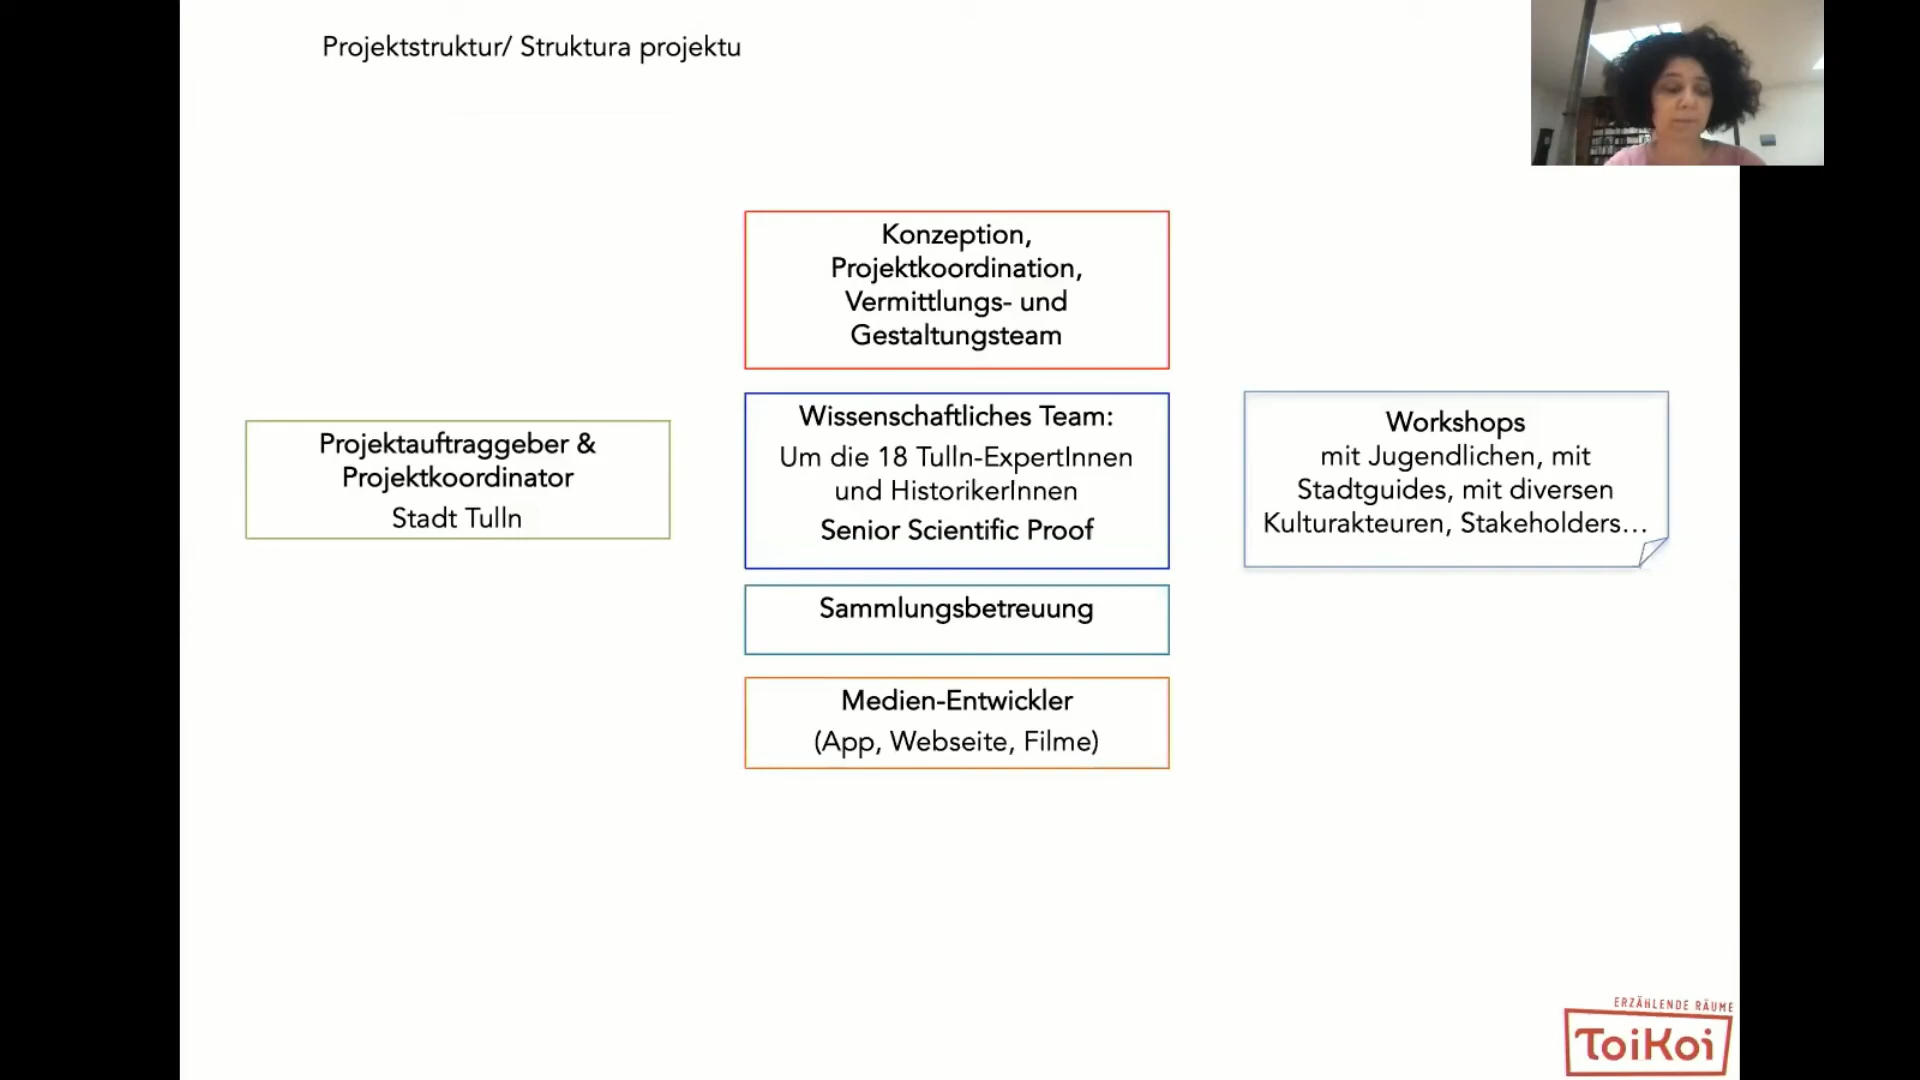 Projektstruktur/ Struktura projektu
Konzeption,
Projektkoordination,
Vermittlungs- und
Gestaltungsteam
Projektauftraggeber &
Projektkoordinator
Stadt Tulln
Wissenschaftliches Team:
Um die 18 Tulln-ExpertInnen
und HistorikerInnen
Senior Scientific Proof
Workshops
mit Jugendlichen, mit
Stadtguides, mit diversen
Kulturakteuren, Stakeholders…
Sammlungsbetreuung
Medien-Entwickler
(App, Webseite, Filme)
ERZÄHLENDE RÄUME
ToiKoi